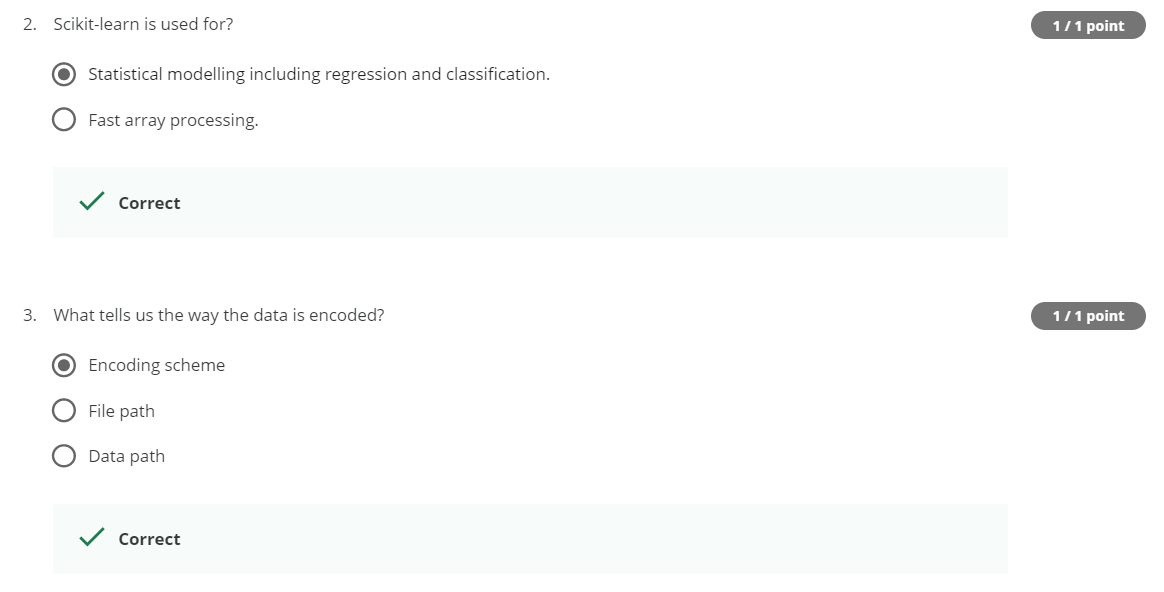 2. Scikit-learn is used for?
1 / 1 point
Statistical modelling including regression and classification.
Fast array processing.
Correct
3. What tells us the way the data is encoded?
1 / 1 point
Encoding scheme
File path
Data path
Correct